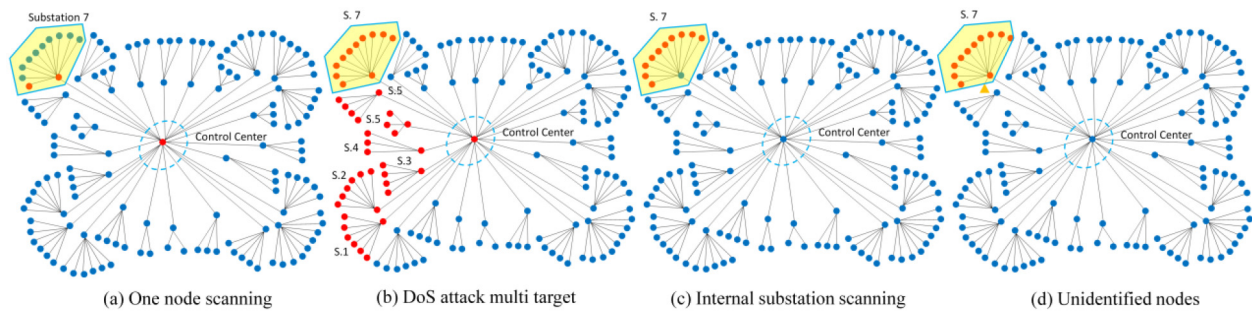 Substation 7
Control Center
(a) One node scanning
S. 7
S.5
S.5
S.4
S.3
S.2
S.1
Control Center
(b) DoS attack multi target
S. 7
Control Center
(c) Internal substation scanning
S. 7
Control Center
(d) Unidentified nodes